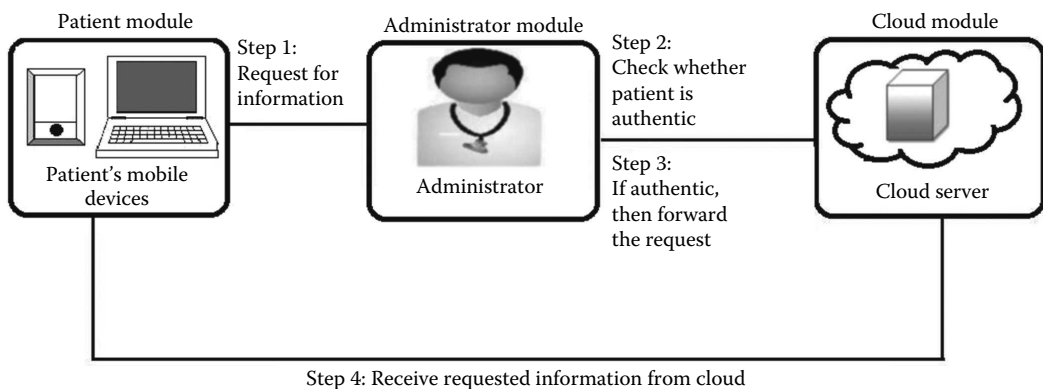 Patient module
Step 1:
Request for
information
Patient's mobile
devices
Administrator module
Administrator
Step 2:
Check whether
patient is
authentic
Step 3:
If authentic,
then forward
the request
Cloud module
Cloud server
Step 4: Receive requested information from cloud